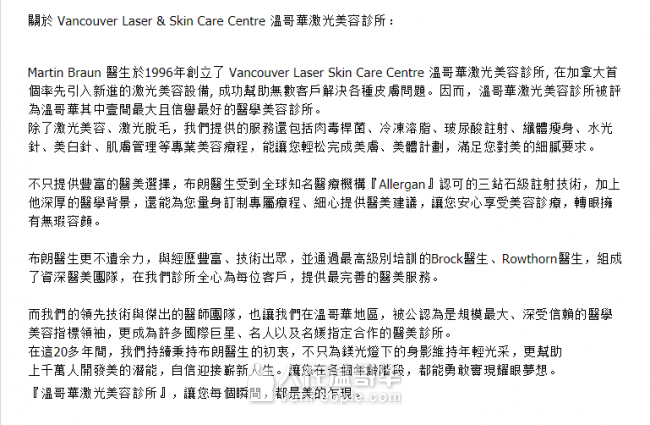 關於 Vancouver Laser & Skin Care Centre 溫哥華激光美容診所：
Martin Braun 醫生於1996年創立了 Vancouver Laser Skin Care Centre 溫哥華激光美容診所, 在加拿大首
個率先引入新進的激光美容設備, 成功幫助無數客戶解決各種皮膚問題。因而，溫哥華激光美容診所被評
為溫哥華其中壹間最大且信譽最好的醫學美容診所。
除了激光美容、激光脫毛，我們提供的服務還包括肉毒桿菌、冷凍溶脂、玻尿酸註射、纖體瘦身、水光
針、美白針、肌膚管理等專業美容療程，能讓您輕松完成美膚、美體計劃，滿足您對美的細膩要求。
不只提供豐富的醫美選擇，布朗醫生受到全球知名醫療機構『Allergan』認可的三鉆石級註射技術，加上
他深厚的醫學背景，還能為您量身訂制專屬療程、細心提供醫美建議，讓您安心享受美容診療，轉眼擁
有無瑕容顏。
布朗醫生更不遺余力，與經歷豐富、技術出眾，並通過最高級別培訓的Brock醫生、Rowthorn醫生，組成
了資深醫美團隊，在我們診所全心為每位客戶，提供最完善的醫美服務。
而我們的領先技術與傑出的醫師團隊，也讓我們在溫哥華地區，被公認為是規模最大、深受信賴的醫學
美容指標領袖，更成為許多國際巨星、名人以及名媛指定合作的醫美診所。
在這20多年間，我們持續秉持布朗醫生的初衷，不只為鎂光燈下的身影維持年輕光采，更幫助
上千萬人開發美的潛能，自信迎接嶄新人生。讓您在各個年齡階段，都能勇敢實現耀眼夢想。
『溫哥華激光美容診所』，讓您每個瞬間，都是美的乍現。